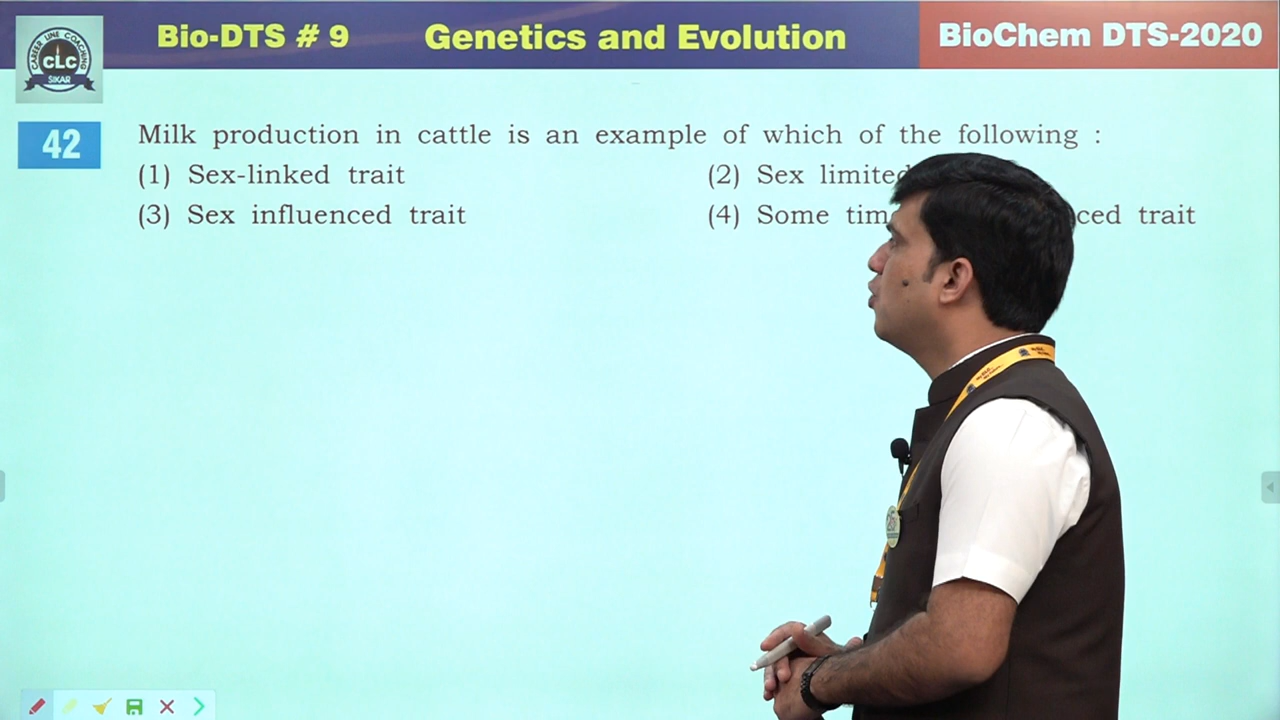 Bio-DTS # 9 Genetics and Evolution BioChem DTS-2020
CAREER LINE COACHING
CLC
SIKAR
42 Milk production in cattle is an example of which of the following :
(1) Sex-linked trait (2) Sex limited
(3) Sex influenced trait (4) Some trait